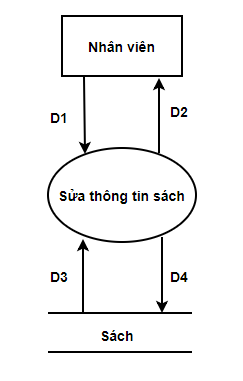 Nhân viên
D1
D2
Sửa thông tin sách
D3
D4
Sách